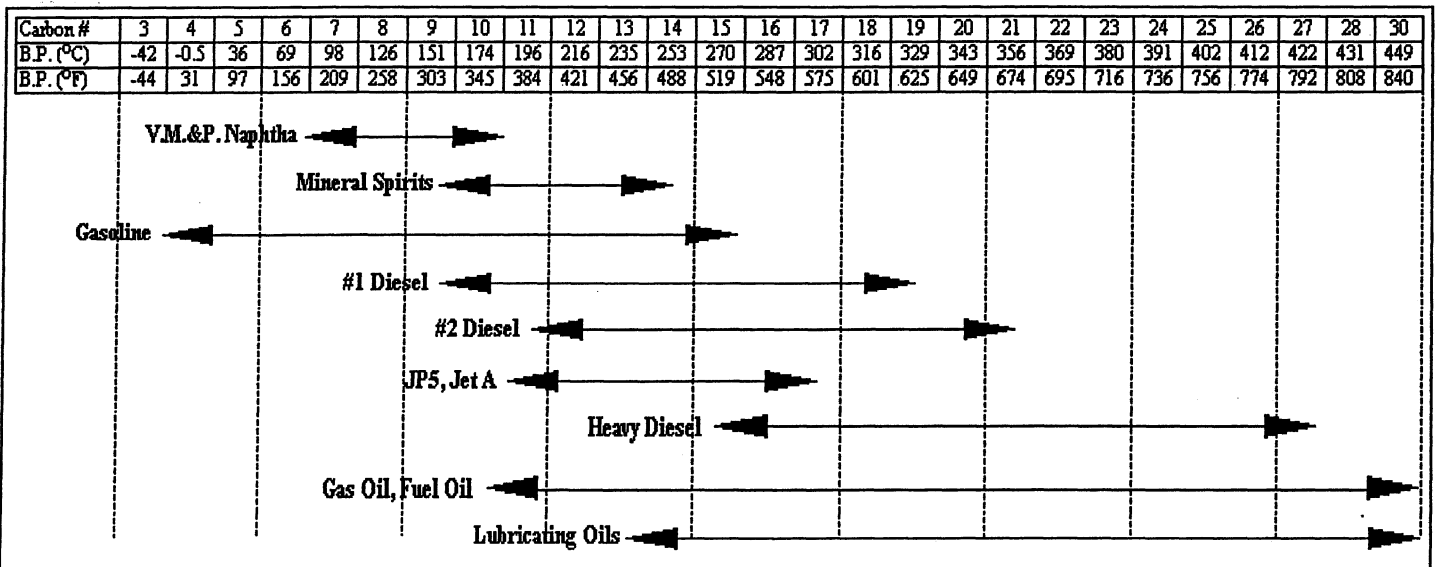 Carbon # 3 4 5 6 7 8 9 10 11 12 13 14 15 16 17 18 19 20 21 22 23 24 25 26 27 28 30
B.P. (°C) -42 -0.5 36 69 98 126 151 174 196 216 235 253 270 287 302 316 329 343 356 369 380 391 402 412 422 431 449
B.P. (°F) -44 31 97 156 209 258 303 345 384 421 456 488 519 548 575 601 625 649 674 695 716 736 756 774 792 808 840
V.M.&P. Naphtha
Mineral Spirits
Gasoline
#1 Diesel
#2 Diesel
JP5, Jet A
Heavy Diesel
Gas Oil, Fuel Oil
Lubricating Oils